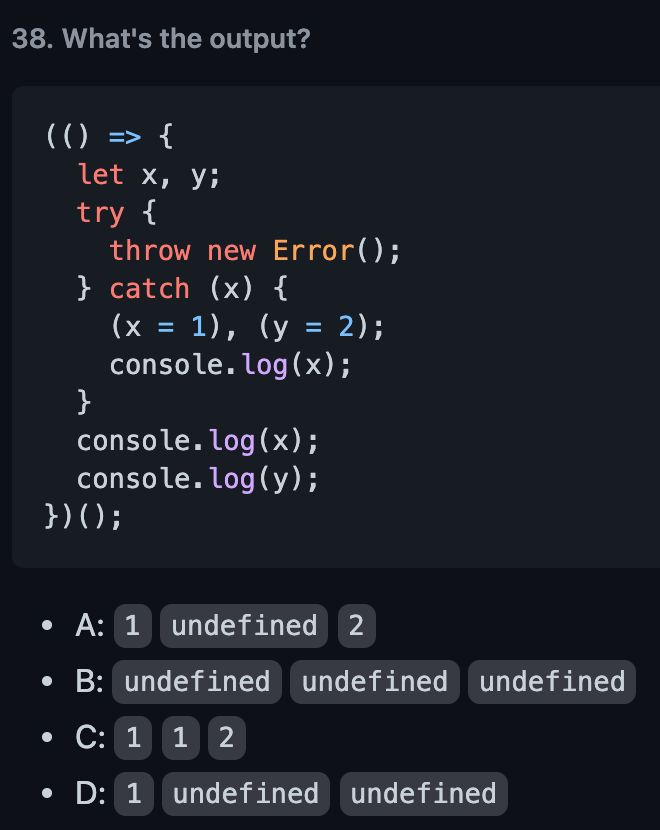 38. What's the output?
(() => {
  let x, y;
  try {
    throw new Error();
  } catch (x) {
    (x = 1), (y = 2);
    console.log(x);
  }
  console.log(x);
  console.log(y);
})();
• A: 1 undefined 2
• B: undefined undefined undefined
• C: 1 1 2
• D: 1 undefined undefined